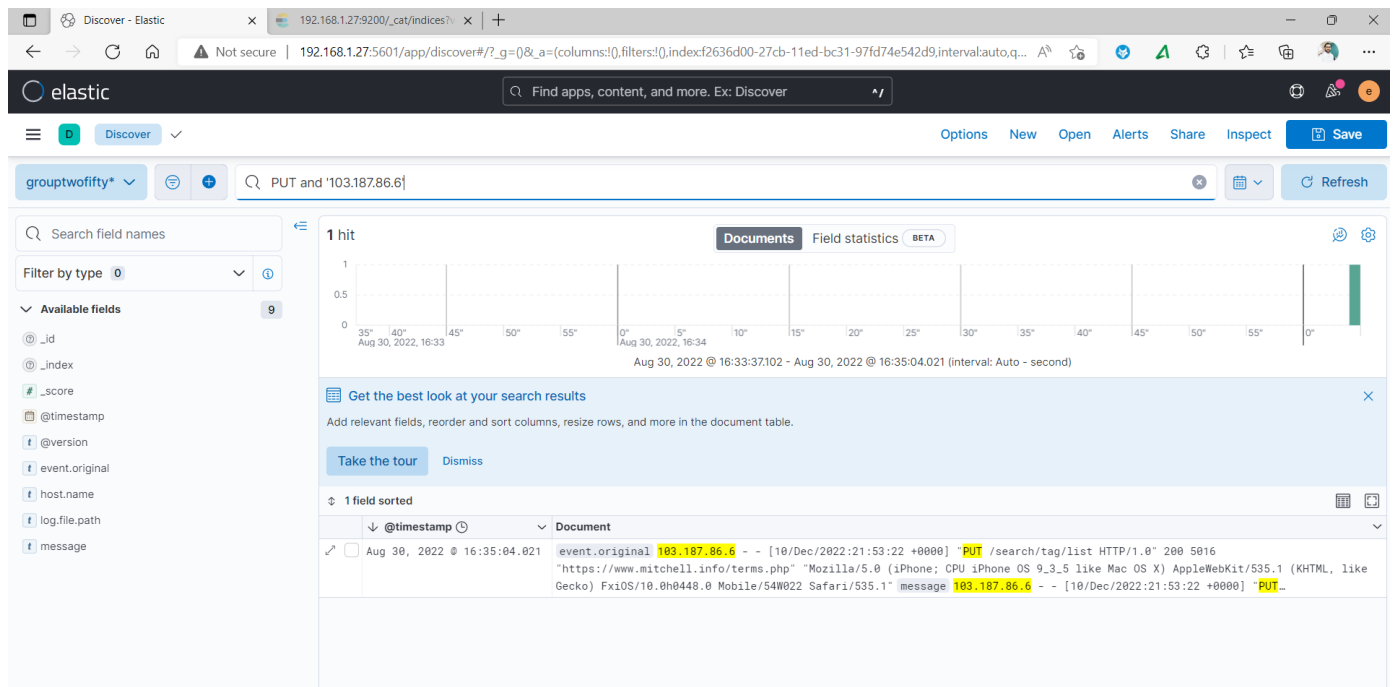 Discover - Elastic
192.168.1.27:9200/_cat/indices?v
Not secure | 192.168.1.27:5601/app/discover#/?_g=()&_a=(columns:!(),filters:!(),index:f2636d00-27cb-11ed-bc31-97fd74e542d9,interval:auto,q...
elastic
Find apps, content, and more. Ex: Discover
^/
e
D
Discover
Options New Open Alerts Share Inspect Save
grouptwofifty*
PUT and '103.187.86.6'
Refresh
Search field names
Filter by type 0
Available fields 9
_id
_index
# _score
@timestamp
t @version
t event.original
t host.name
t log.file.path
t message
1 hit
Documents Field statistics BETA
1
0.5
0
35" 40" 45" 50" 55" 0" 5" 10" 15" 20" 25" 30" 35" 40" 45" 50" 55" 0"
Aug 30, 2022, 16:33 Aug 30, 2022, 16:34
Aug 30, 2022 @ 16:33:37.102 - Aug 30, 2022 @ 16:35:04.021 (interval: Auto - second)
Get the best look at your search results
Add relevant fields, reorder and sort columns, resize rows, and more in the document table.
Take the tour Dismiss
1 field sorted
@timestamp Document
Aug 30, 2022 @ 16:35:04.021 event.original 103.187.86.6 - - [10/Dec/2022:21:53:22 +0000] "PUT /search/tag/list HTTP/1.0" 200 5016
"https://www.mitchell.info/terms.php" "Mozilla/5.0 (iPhone; CPU iPhone OS 9_3_5 like Mac OS X) AppleWebKit/535.1 (KHTML, like
Gecko) FxiOS/10.0h0448.0 Mobile/54W022 Safari/535.1" message 103.187.86.6 - - [10/Dec/2022:21:53:22 +0000] "PUT…